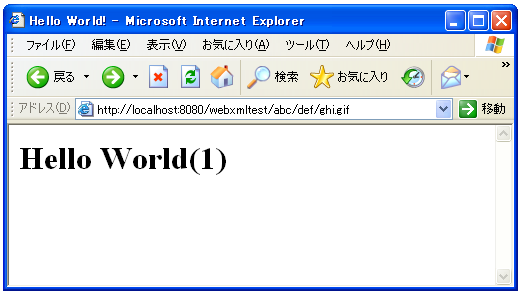 Hello World! - Microsoft Internet Explorer
ファイル(F) 編集(E) 表示(V) お気に入り(A) ツール(T) ヘルプ(H)
戻る 検索 お気に入り
アドレス(D) http://localhost:8080/webxmltest/abc/def/ghi.gif 移動
Hello World(1)